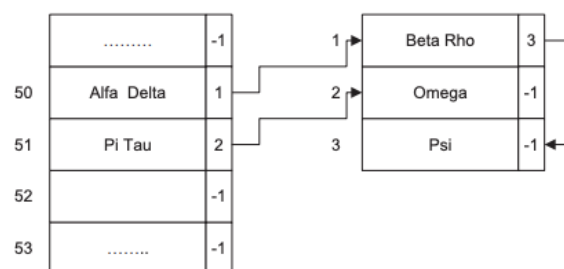 ......... -1
50 Alfa Delta 1
51 Pi Tau 2
52 -1
53 ........ -1
1 Beta Rho 3
2 Omega -1
3 Psi -1